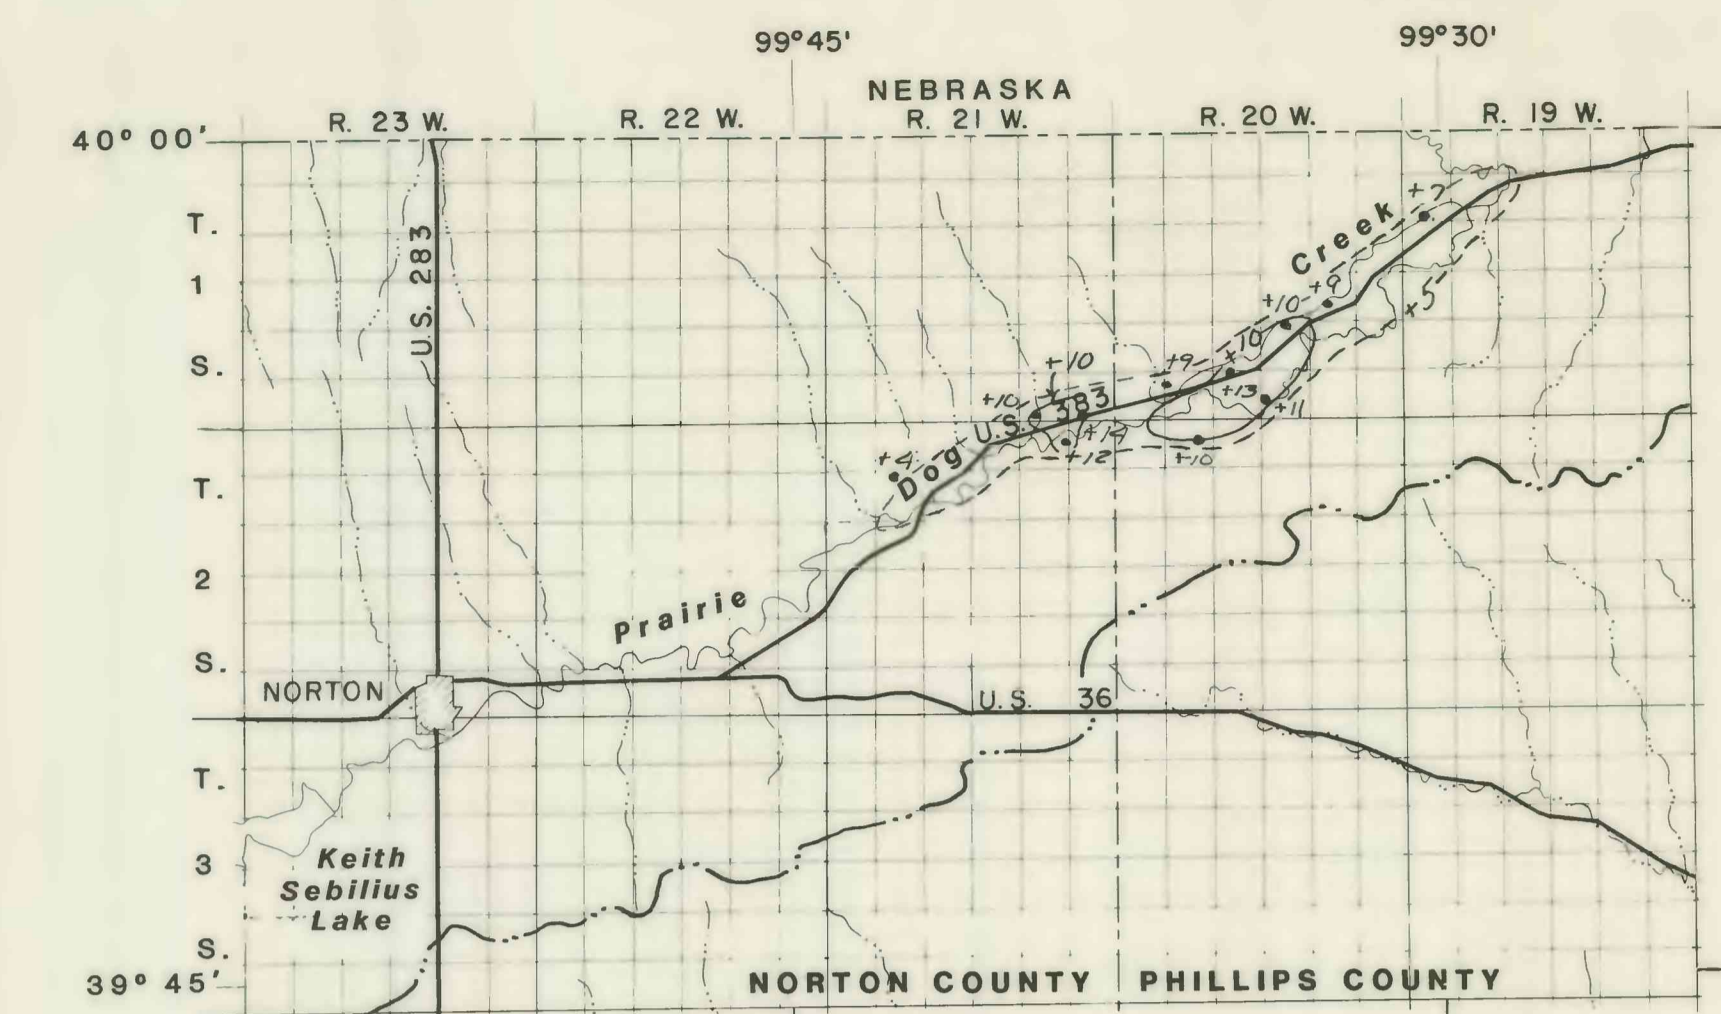 99°45' 99°30'
NEBRASKA
R. 23 W. R. 22 W. R. 21 W. R. 20 W. R. 19 W.
40° 00'
T.
1
S.
U.S. 283
Creek
+7
+9
+10
+5
+10
+9
+10
+13
+11
+10
U.S. 383
+14
+12
+10
+4
Dog
T.
2
S.
Prairie
NORTON
U.S. 36
T.
3
S.
Keith
Sebilius
Lake
39° 45'
NORTON COUNTY PHILLIPS COUNTY